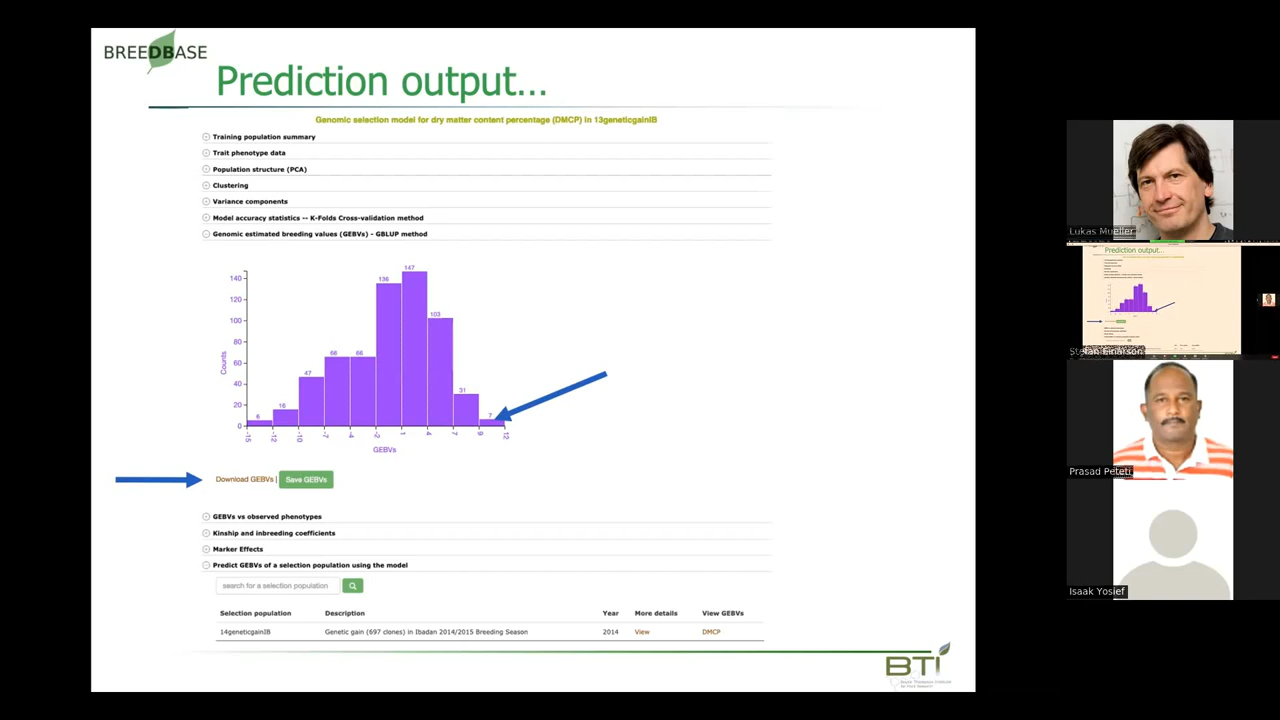 BREEDBASE
Prediction output...
Genomic selection model for dry matter content percentage (DMCP) in 13geneticgainIB
Training population summary
Trait phenotype data
Population structure (PCA)
Clustering
Variance components
Model accuracy statistics -- K-Folds Cross-validation method
Genomic estimated breeding values (GEBVs) - GBLUP method
Counts
140
120
100
80
60
40
20
0
6
16
47
66
66
136
147
103
31
7
-15
-12
-10
-7
-4
-2
1
4
7
9
12
GEBVs
Download GEBVs | Save GEBVs
GEBVs vs observed phenotypes
Kinship and inbreeding coefficients
Marker Effects
Predict GEBVs of a selection population using the model
search for a selection population
Selection population Description Year More details View GEBVs
14geneticgainIB Genetic gain (697 clones) in Ibadan 2014/2015 Breeding Season 2014 View DMCP
BTI
Lukas Mueller
Prediction output...
Stefan Einarson
Prasad Peteti
Isaak Yosief